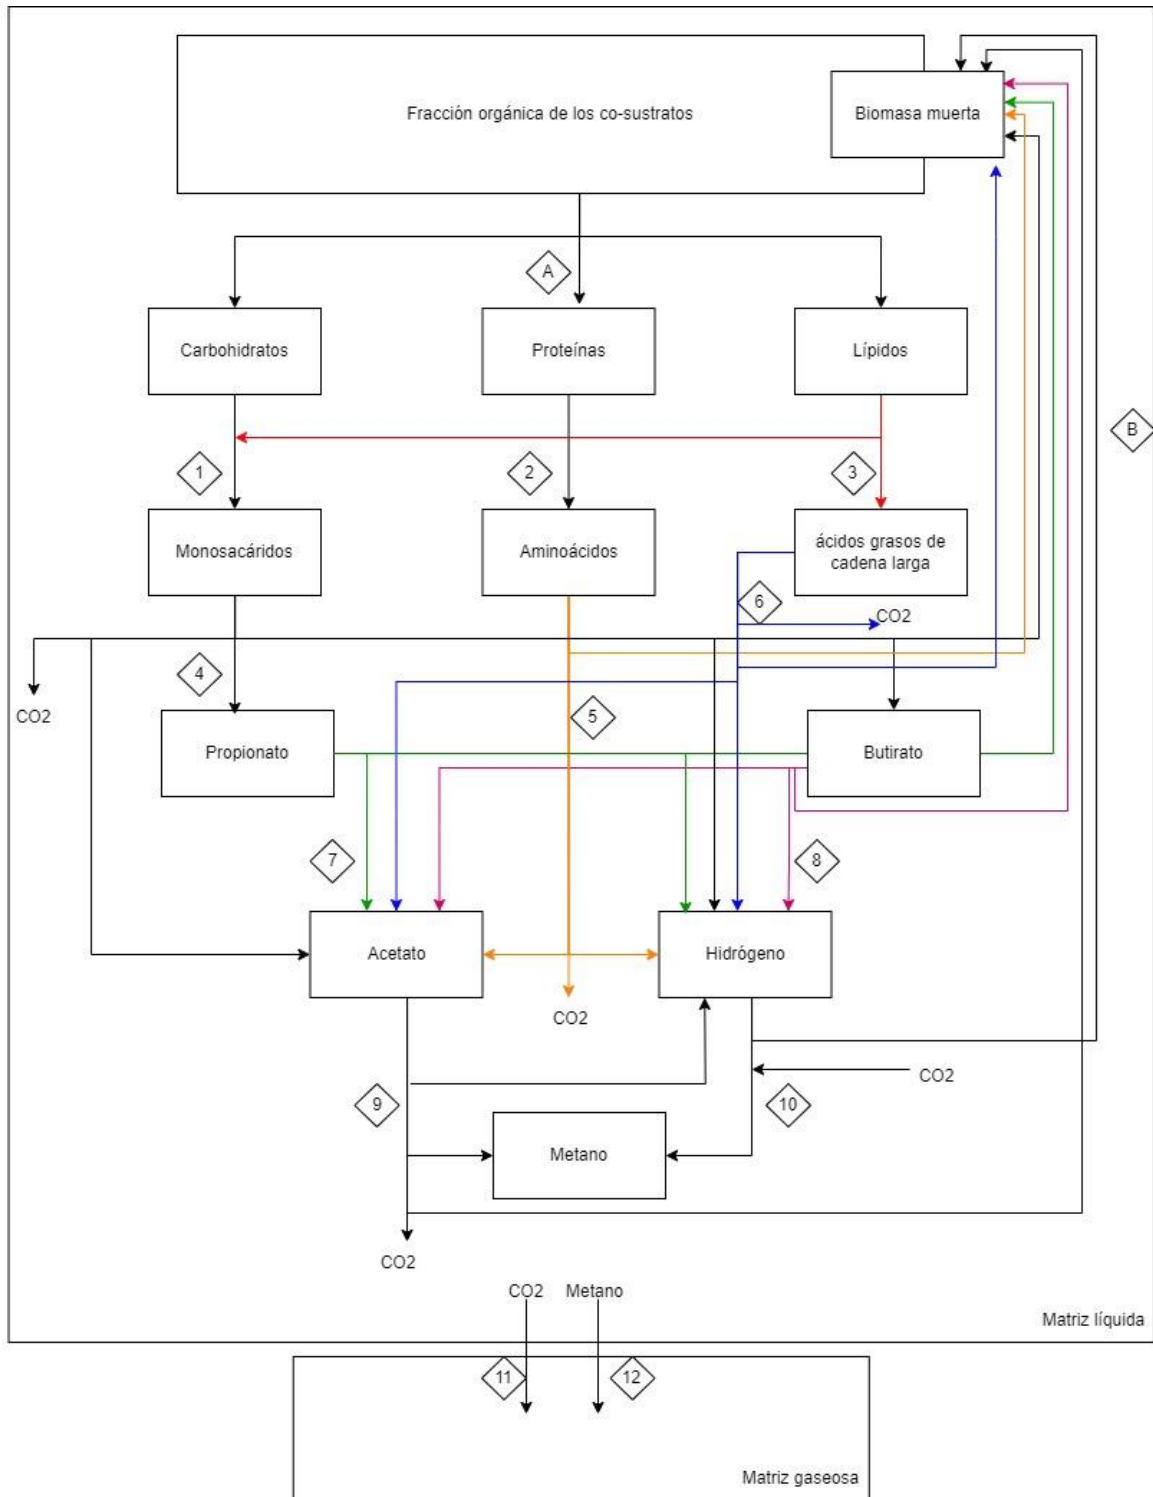 Fracción orgánica de los co-sustratos
Biomasa muerta
A
Carbohidratos
Proteínas
Lípidos
B
1
2
3
Monosacáridos
Aminoácidos
ácidos grasos de
cadena larga
6
CO2
4
5
CO2
Propionato
Butirato
7
8
Acetato
Hidrógeno
CO2
CO2
9
10
Metano
CO2
CO2
Metano
Matriz líquida
11
12
Matriz gaseosa